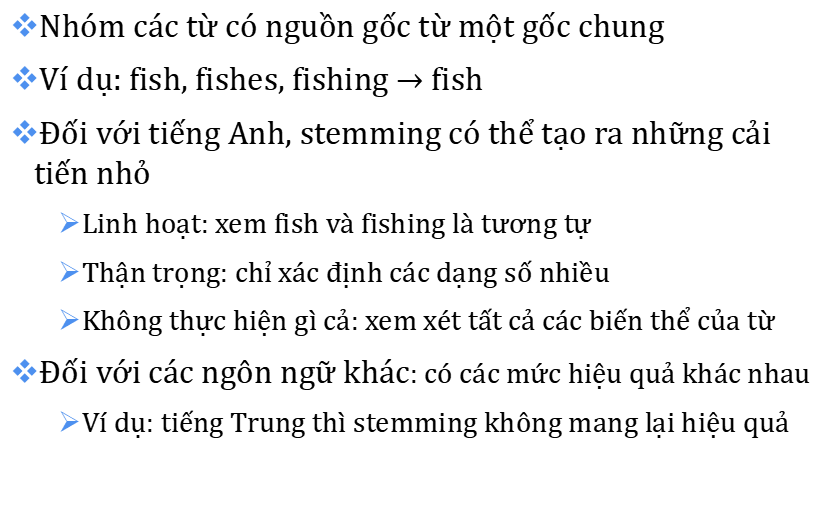 ❖Nhóm các từ có nguồn gốc từ một gốc chung
❖Ví dụ: fish, fishes, fishing → fish
❖Đối với tiếng Anh, stemming có thể tạo ra những cải
tiến nhỏ
➢Linh hoạt: xem fish và fishing là tương tự
➢Thận trọng: chỉ xác định các dạng số nhiều
➢Không thực hiện gì cả: xem xét tất cả các biến thể của từ
❖Đối với các ngôn ngữ khác: có các mức hiệu quả khác nhau
➢Ví dụ: tiếng Trung thì stemming không mang lại hiệu quả